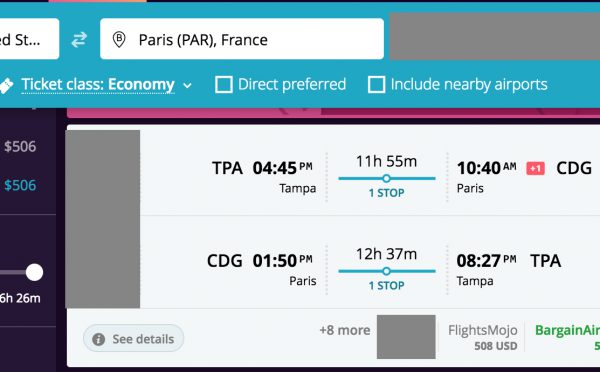 ed St... Paris (PAR), France
Ticket class: Economy Direct preferred Include nearby airports
$506
$506
6h 26m
TPA 04:45 PM 11h 55m 10:40 AM +1 CDG
Tampa 1 STOP Paris
CDG 01:50 PM 12h 37m 08:27 PM TPA
Paris 1 STOP Tampa
See details +8 more FlightsMojo BargainAir
508 USD 5